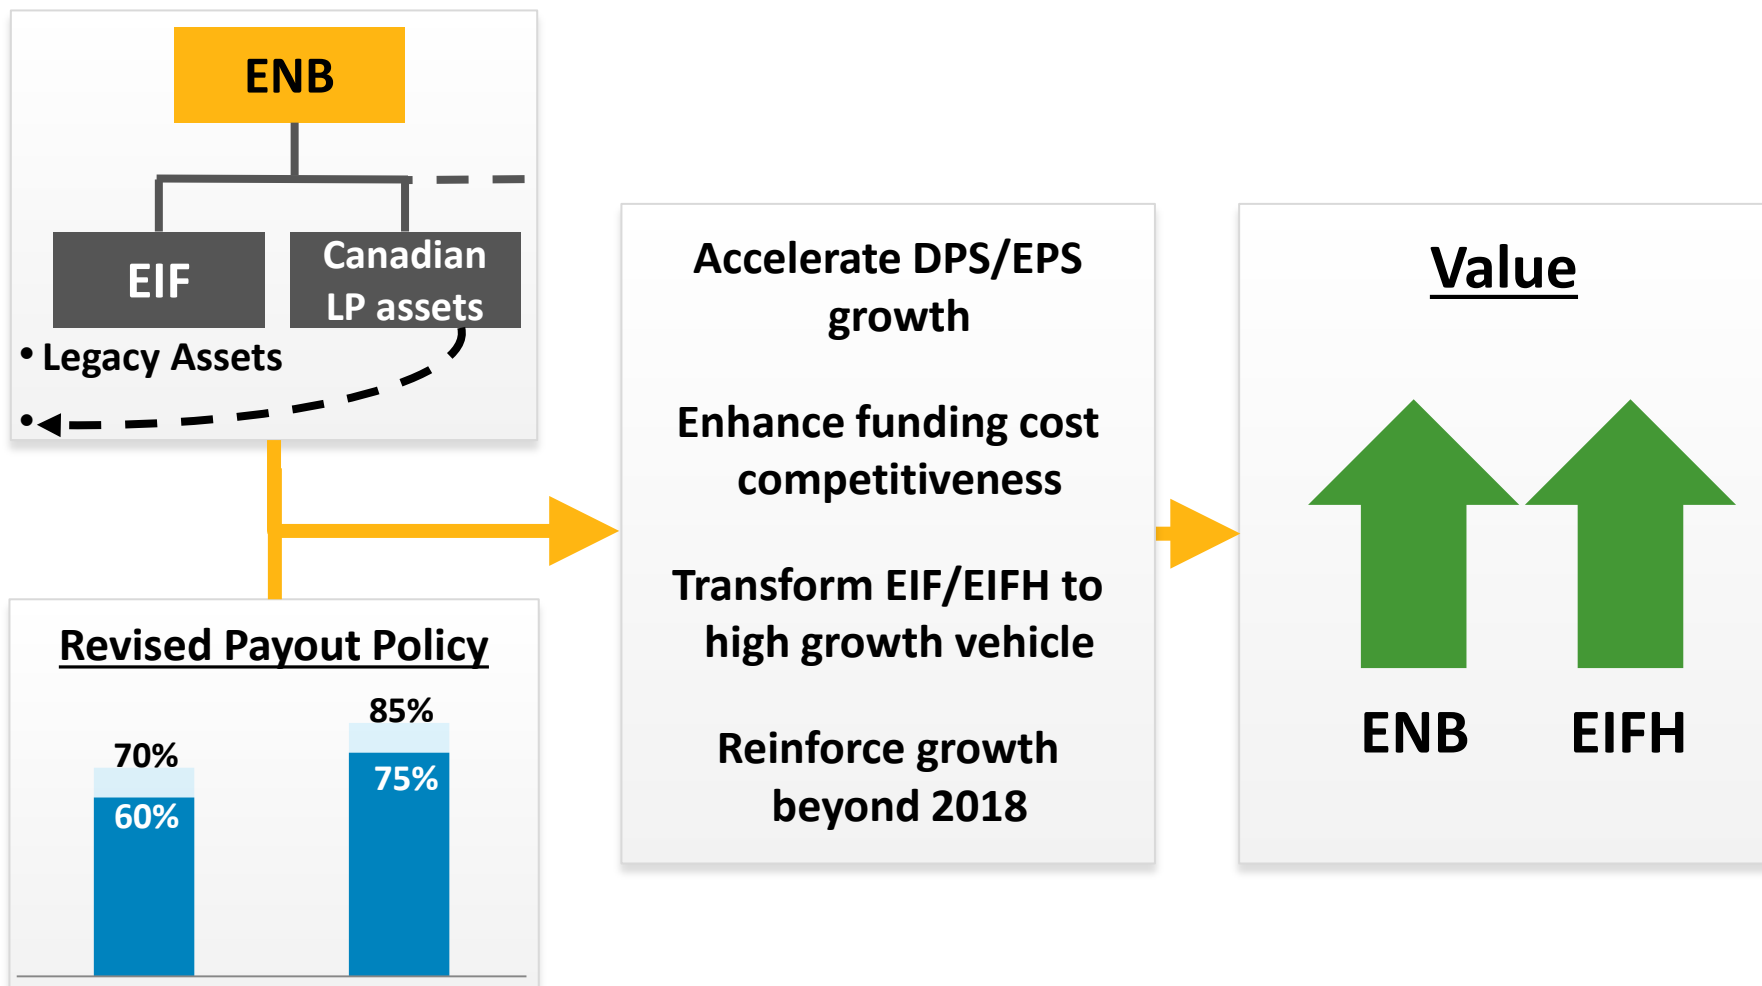 ENB
EIF
Canadian
LP assets
• Legacy Assets
•
Revised Payout Policy
70%
60%
85%
75%
Accelerate DPS/EPS
growth
Enhance funding cost
competitiveness
Transform EIF/EIFH to
high growth vehicle
Reinforce growth
beyond 2018
Value
ENB
EIFH